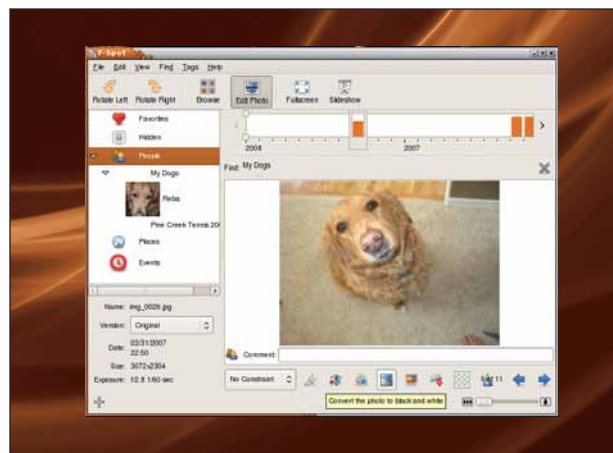 F-Spot
File Edit View Find Tags Help
Rotate Left Rotate Right Browse Edit Photo Fullscreen Slideshow
Favorites
Hidden
People
My Dogs
Reba
Pine Creek Tennis 20
Places
Events
2008 2007
Find: My Dogs
Name: img_0026.jpg
Version: Original
Date: 03/31/2007
22:50
Size: 3072x2304
Exposure: f/2.8 1/60 sec
Comment:
No Constraint
11
Convert the photo to black and white